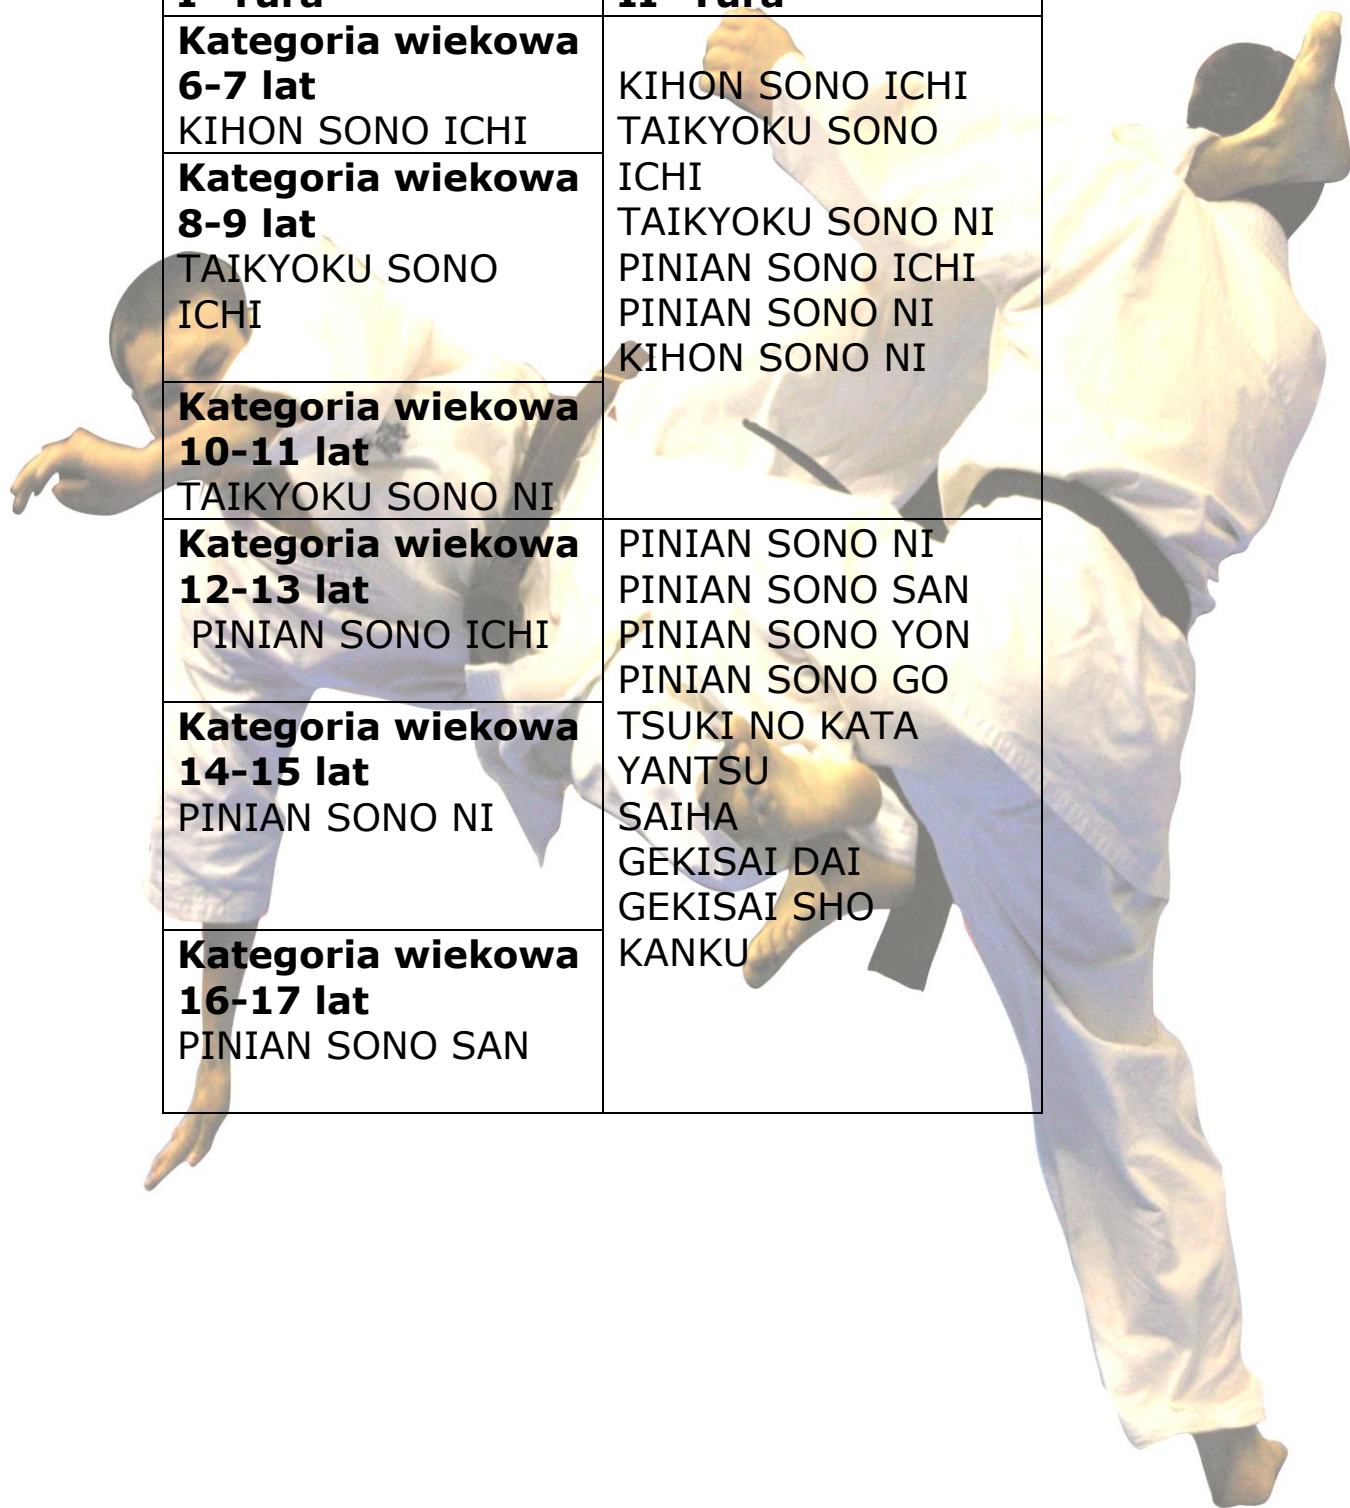 I Tura
II Tura
Kategoria wiekowa
6-7 lat
KIHON SONO ICHI
Kategoria wiekowa
8-9 lat
TAIKYOKU SONO
ICHI
Kategoria wiekowa
10-11 lat
TAIKYOKU SONO NI
KIHON SONO ICHI
TAIKYOKU SONO
ICHI
TAIKYOKU SONO NI
PINIAN SONO ICHI
PINIAN SONO NI
KIHON SONO NI
Kategoria wiekowa
12-13 lat
PINIAN SONO ICHI
Kategoria wiekowa
14-15 lat
PINIAN SONO NI
Kategoria wiekowa
16-17 lat
PINIAN SONO SAN
PINIAN SONO NI
PINIAN SONO SAN
PINIAN SONO YON
PINIAN SONO GO
TSUKI NO KATA
YANTSU
SAIHA
GEKISAI DAI
GEKISAI SHO
KANKU